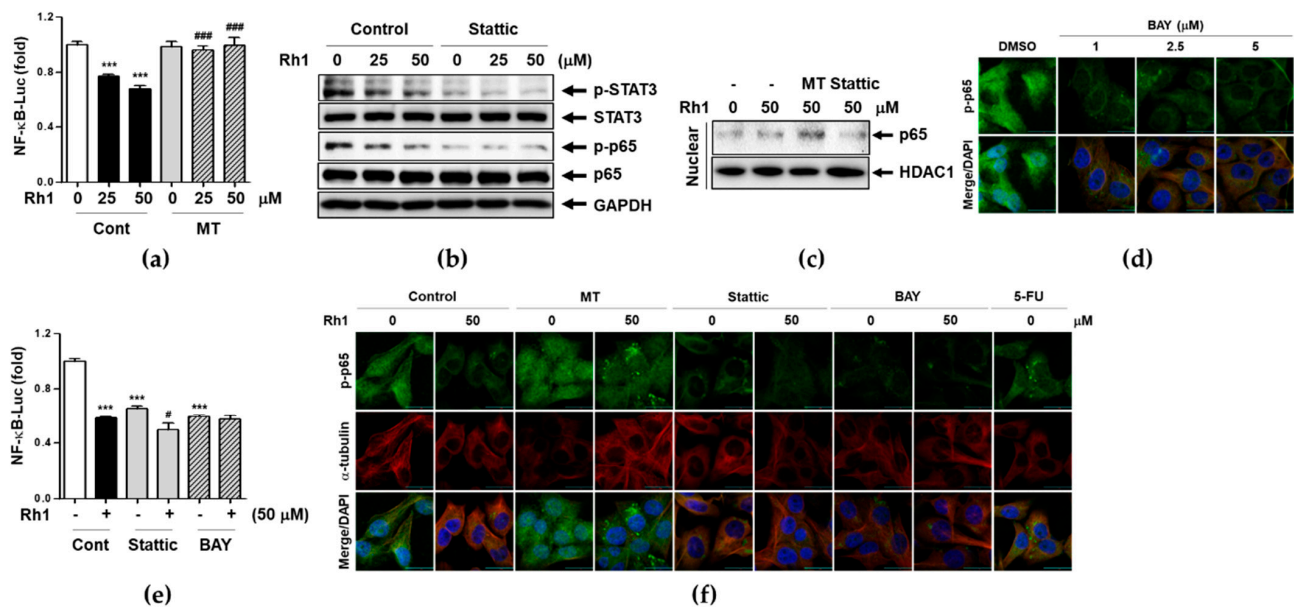 NF-κB-Luc (fold)
1.2
0.8
0.4
0.0
***
***
###
###
Rh1 0 25 50 0 25 50 μM
Cont MT
(a)
(b)
Control Stattic
Rh1 0 25 50 0 25 50 (μM)
p-STAT3
STAT3
p-p65
p65
GAPDH
- - MT Stattic
Rh1 0 50 50 50 μM
Nuclear
p65
HDAC1
(c)
BAY (μM)
DMSO 1 2.5 5
p-p65
Merge/DAPI
(d)
NF-κB-Luc (fold)
1.2
0.8
0.4
0.0
***
***
#
***
Rh1 - + - + - + (50 μM)
Cont Stattic BAY
(e)
Control MT Stattic BAY 5-FU
Rh1 0 50 0 50 0 50 0 50 0 μM
p-p65
α-tubulin
Merge/DAPI
(f)